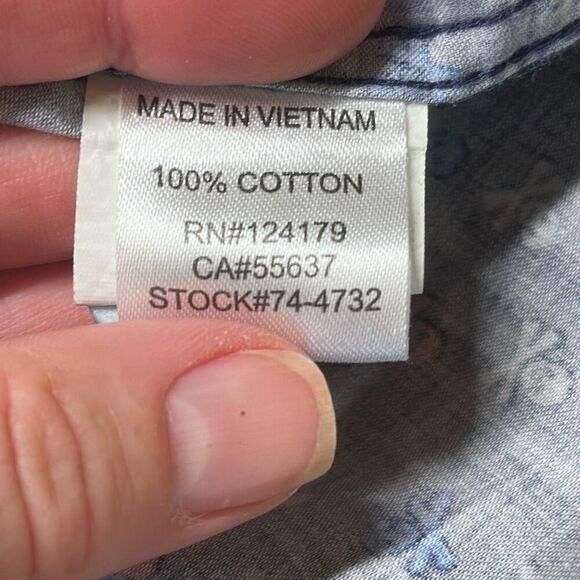 MADE IN VIETNAM
100% COTTON
RN#124179
CA#55637
STOCK#74-4732